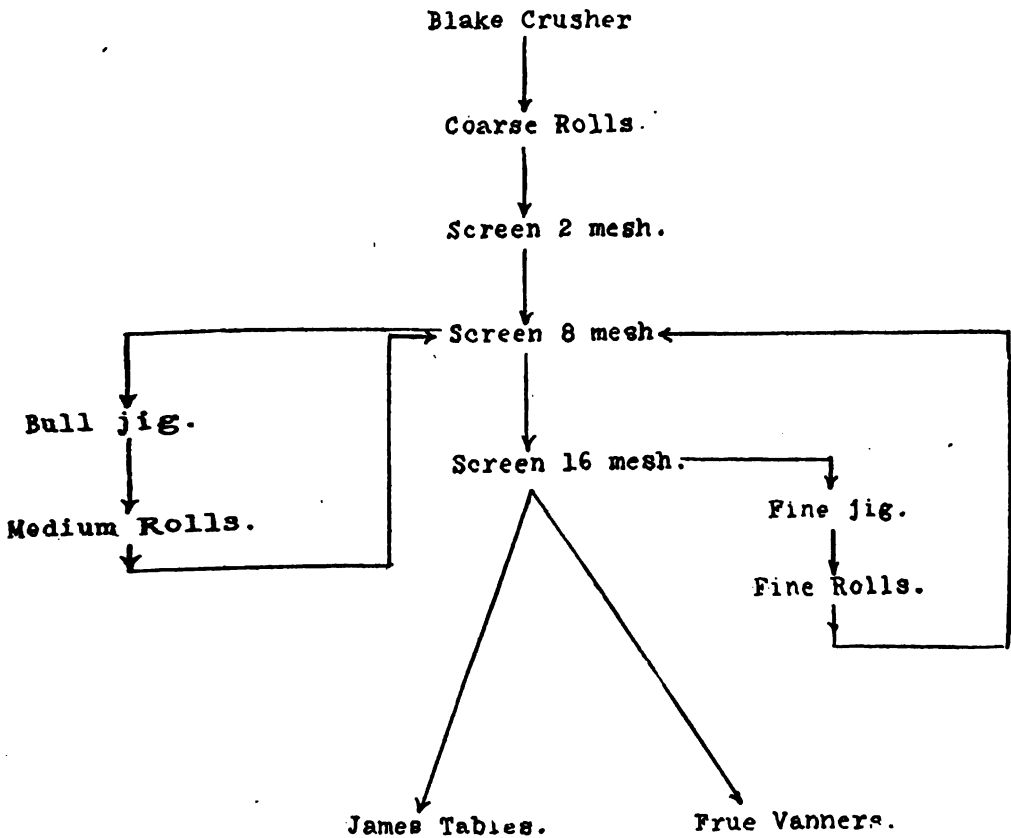 Blake Crusher
Coarse Rolls.
Screen 2 mesh.
Screen 8 mesh
Bull jig.
Screen 16 mesh.
Fine jig.
Medium Rolls.
Fine Rolls.
James Tables.
Frue Vanners.